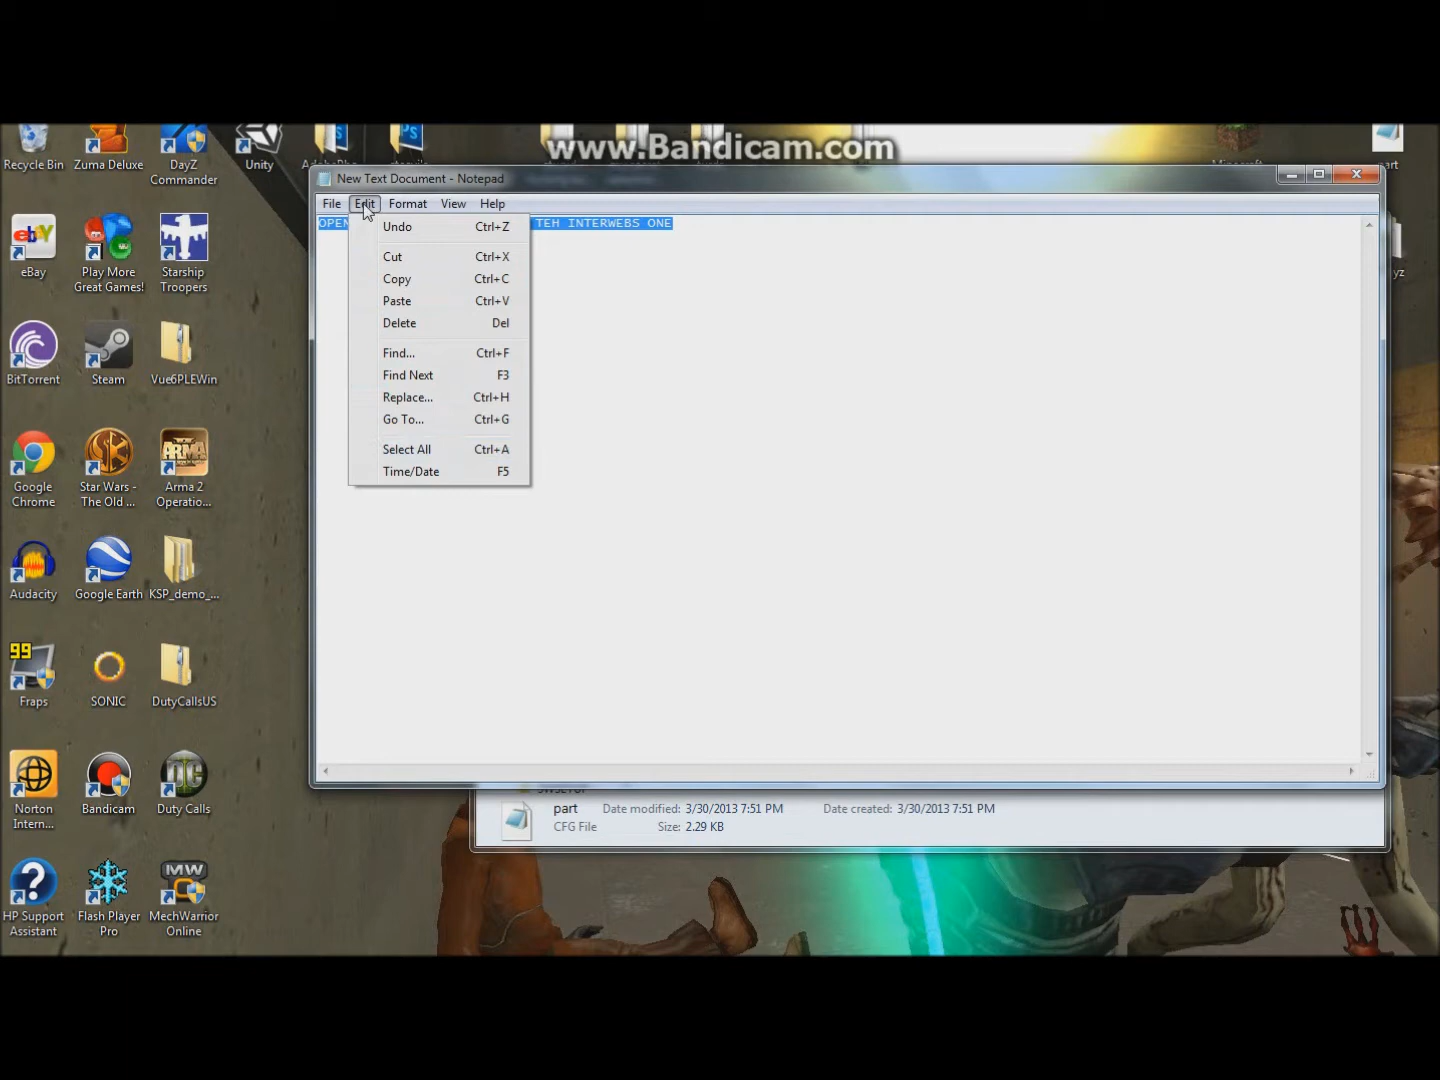 www.Bandicam.com
Recycle Bin
Zuma Deluxe
DayZ
Commander
Unity
New Text Document - Notepad
File Edit Format View Help
OPEN TEH INTERWEBS ONE
Undo Ctrl+Z
Cut Ctrl+X
Copy Ctrl+C
Paste Ctrl+V
Delete Del
Find... Ctrl+F
Find Next F3
Replace... Ctrl+H
Go To... Ctrl+G
Select All Ctrl+A
Time/Date F5
eBay
Play More
Great Games!
Starship
Troopers
BitTorrent
Steam
Vue6PLEWin
Google
Chrome
Star Wars -
The Old ...
ARMA
Arma 2
Operatio...
Audacity
Google Earth
KSP_demo_...
99
Fraps
SONIC
DutyCallsUS
Norton
Intern...
Bandicam
DC
Duty Calls
HP Support
Assistant
Flash Player
Pro
MW
MechWarrior
Online
part Date modified: 3/30/2013 7:51 PM Date created: 3/30/2013 7:51 PM
CFG File Size: 2.29 KB